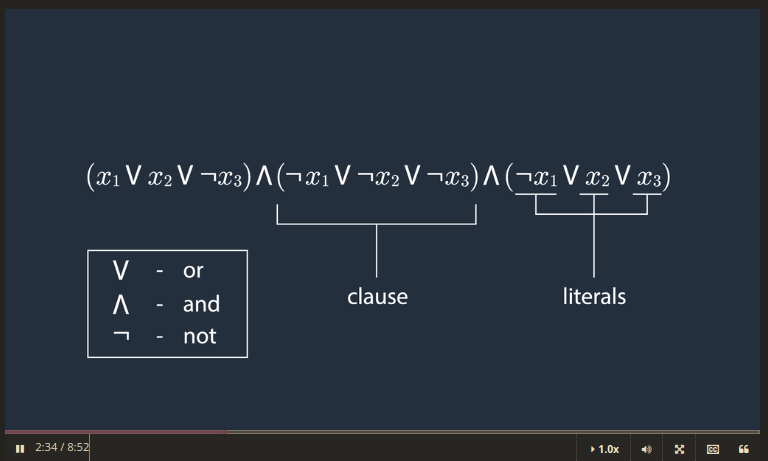 (x₁ ∨ x₂ ∨ ¬x₃) ∧ (¬x₁ ∨ ¬x₂ ∨ ¬x₃) ∧ (¬x₁ ∨ x₂ ∨ x₃)
clause literals
∨ - or
∧ - and
¬ - not
2:34 / 8:52 1.0x CC